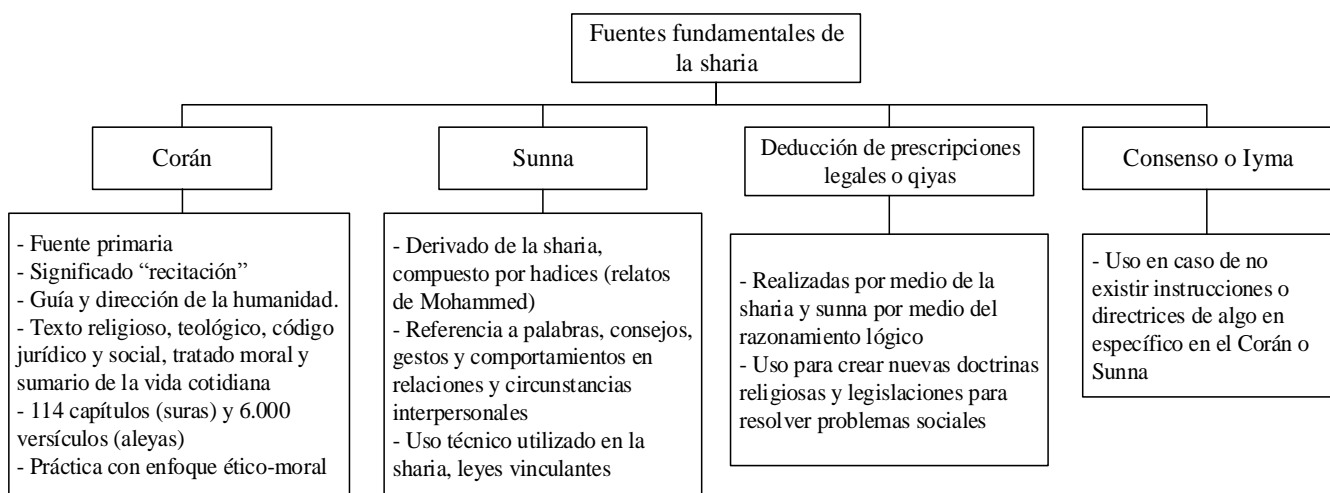 Fuentes fundamentales de
la sharia
Corán
Sunna
Deducción de prescripciones
legales o qiyas
Consenso o Iyma
- Fuente primaria
- Significado “recitación”
- Guía y dirección de la humanidad.
- Texto religioso, teológico, código
jurídico y social, tratado moral y
sumario de la vida cotidiana
- 114 capítulos (suras) y 6.000
versículos (aleyas)
- Práctica con enfoque ético-moral
- Derivado de la sharia,
compuesto por hadices (relatos
de Mohammed)
- Referencia a palabras, consejos,
gestos y comportamientos en
relaciones y circunstancias
interpersonales
- Uso técnico utilizado en la
sharia, leyes vinculantes
- Realizadas por medio de la
sharia y sunna por medio del
razonamiento lógico
- Uso para crear nuevas doctrinas
religiosas y legislaciones para
resolver problemas sociales
- Uso en caso de no
existir instrucciones o
directrices de algo en
específico en el Corán o
Sunna